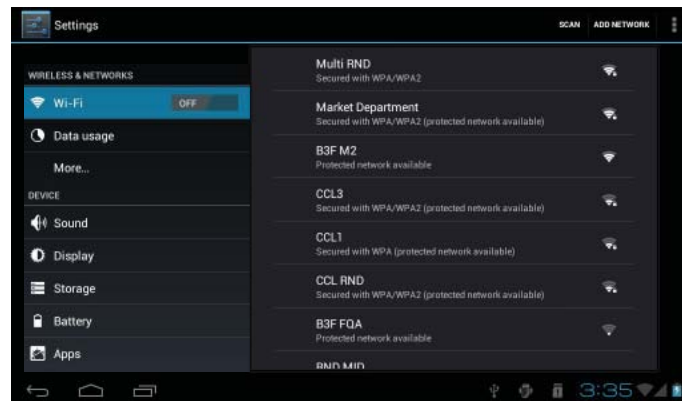 Settings
SCAN ADD NETWORK
WIRELESS & NETWORKS
Wi-Fi OFF
Data usage
More...
DEVICE
Sound
Display
Storage
Battery
Apps
Multi RND
Secured with WPA/WPA2
Market Department
Secured with WPA/WPA2 (protected network available)
B3F M2
Protected network available
CCL3
Secured with WPA/WPA2 (protected network available)
CCL1
Secured with WPA (protected network available)
CCL RND
Secured with WPA/WPA2 (protected network available)
B3F FQA
Protected network available
RND MID
3:35